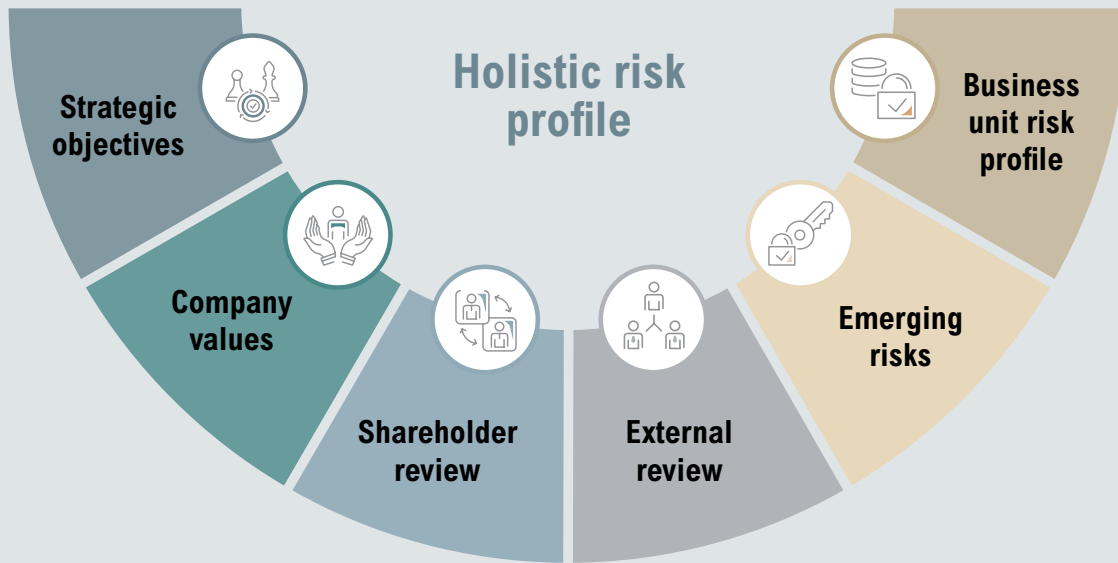 Holistic risk
profile
Strategic
objectives
Company
values
Shareholder
review
External
review
Emerging
risks
Business
unit risk
profile